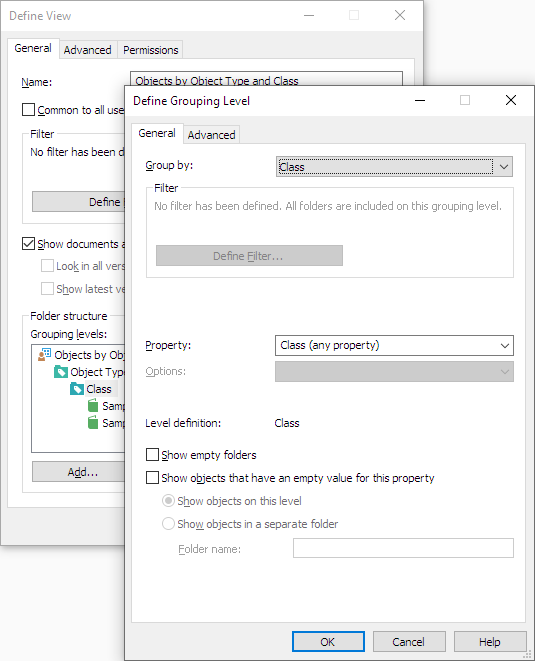 Define View
General
Advanced
Permissions
Name:
Objects by Object Type and Class
Common to all use
Filter
No filter has been d
Define
Show documents a
Look in all vers
Show latest ve
Folder structure
Grouping levels:
Objects by Obj
Object Type
Class
Samp
Samp
Add...
Define Grouping Level
General
Advanced
Group by:
Class
Filter
No filter has been defined. All folders are included on this grouping level.
Define Filter...
Property:
Class (any property)
Options:
Level definition:
Class
Show empty folders
Show objects that have an empty value for this property
Show objects on this level
Show objects in a separate folder
Folder name:
OK
Cancel
Help